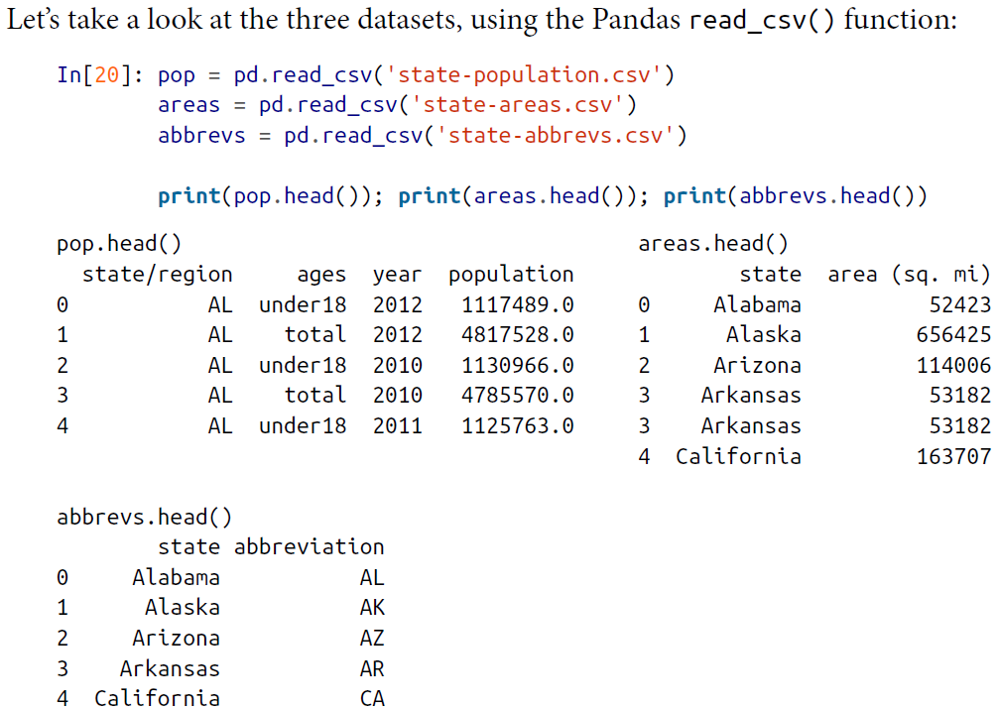 Let’s take a look at the three datasets, using the Pandas read_csv() function:
In[20]: pop = pd.read_csv('state-population.csv')
areas = pd.read_csv('state-areas.csv')
abbrevs = pd.read_csv('state-abbrevs.csv')
print(pop.head()); print(areas.head()); print(abbrevs.head())
pop.head()
state/region ages year population
0 AL under18 2012 1117489.0
1 AL total 2012 4817528.0
2 AL under18 2010 1130966.0
3 AL total 2010 4785570.0
4 AL under18 2011 1125763.0
areas.head()
state area (sq. mi)
0 Alabama 52423
1 Alaska 656425
2 Arizona 114006
3 Arkansas 53182
3 Arkansas 53182
4 California 163707
abbrevs.head()
state abbreviation
0 Alabama AL
1 Alaska AK
2 Arizona AZ
3 Arkansas AR
4 California CA